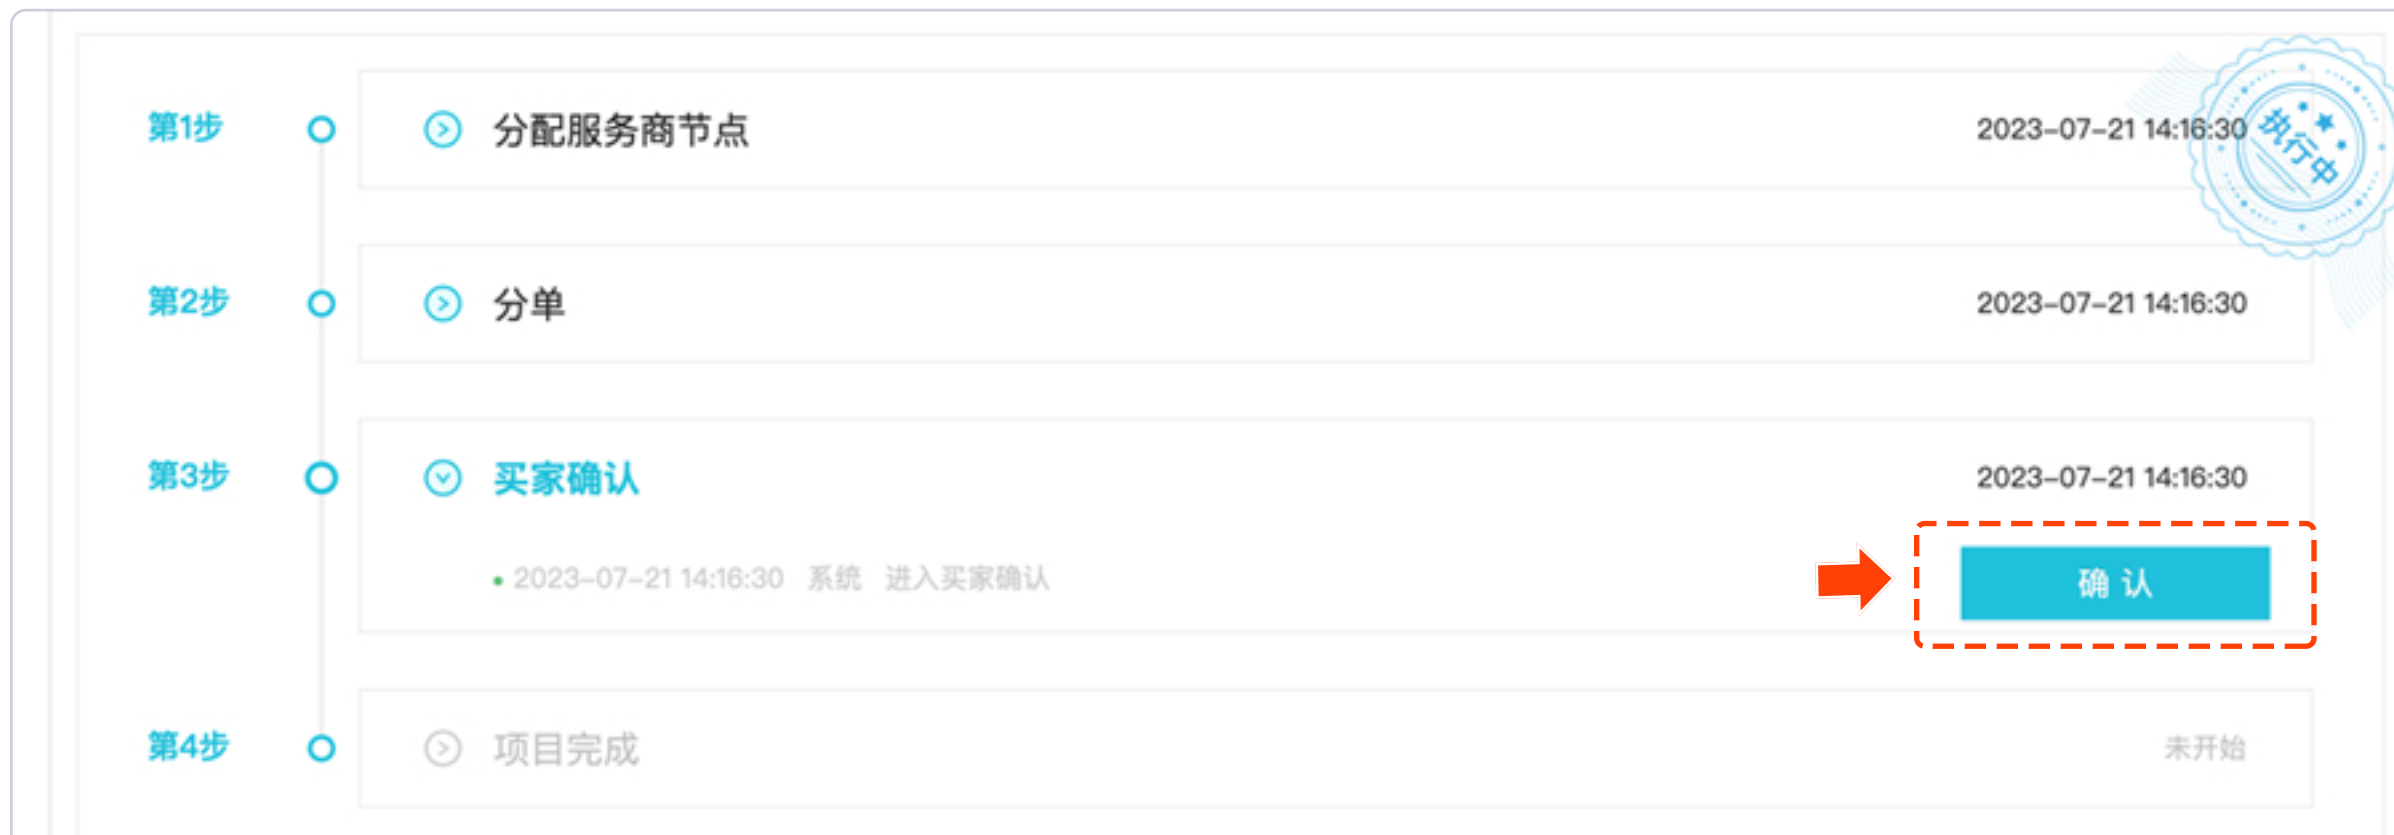 第1步
分配服务商节点
2023-07-21 14:16:30
执行中
第2步
分单
2023-07-21 14:16:30
第3步
买家确认
2023-07-21 14:16:30
2023-07-21 14:16:30 系统 进入买家确认
确认
第4步
项目完成
未开始